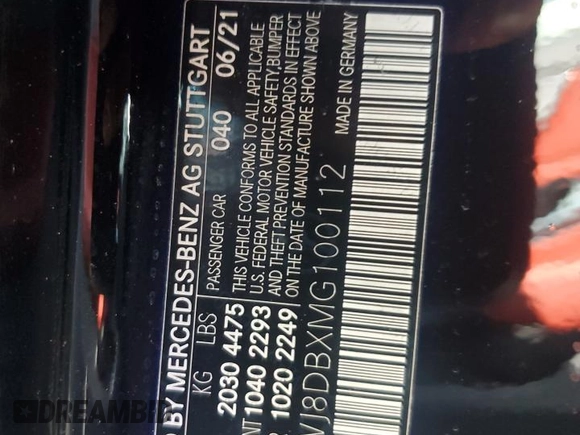 BY MERCEDES-BENZ AG STUTTGART
KG LBS PASSENGER CAR 040 06/21
2030 4475 THIS VEHICLE CONFORMS TO ALL APPLICABLE
1040 2293 U.S. FEDERAL MOTOR VEHICLE SAFETY, BUMPER
1020 2249 AND THEFT PREVENTION STANDARDS IN EFFECT
ON THE DATE OF MANUFACTURE SHOWN ABOVE
J8DBXMG100112 MADE IN GERMANY
DREAMBID